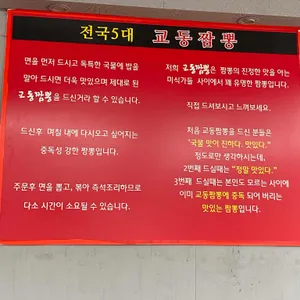 전국5대 교동짬뽕
면을 먼저 드시고 독특한 국물에 밥을
말아 드시면 더욱 맛있으며 제대로 된
교동짬뽕을 드신거라 할 수 있습니다.
드신후 며칠 내에 다시오고 싶어지는
중독성 강한 짬뽕입니다.
주문후 면을 뽑고, 볶아 즉석조리하므로
다소 시간이 소요될 수 있습니다.
저희 교동짬뽕은 짬뽕의 진정한 맛을 아는
미식가들 사이에서 꽤 유명한 짬뽕입니다.
직접 드셔보시고 느껴보세요.
처음 교동짬뽕을 드신 분들은
"국물 맛이 진하다. 맛있다."
정도로만 생각하시는데,
2번째 드실때는 "정말 맛있다."
3번째 드실때는 본인도 모르는 사이에
이미 교동짬뽕에 중독 되어 버리는
맛있는 짬뽕입니다.